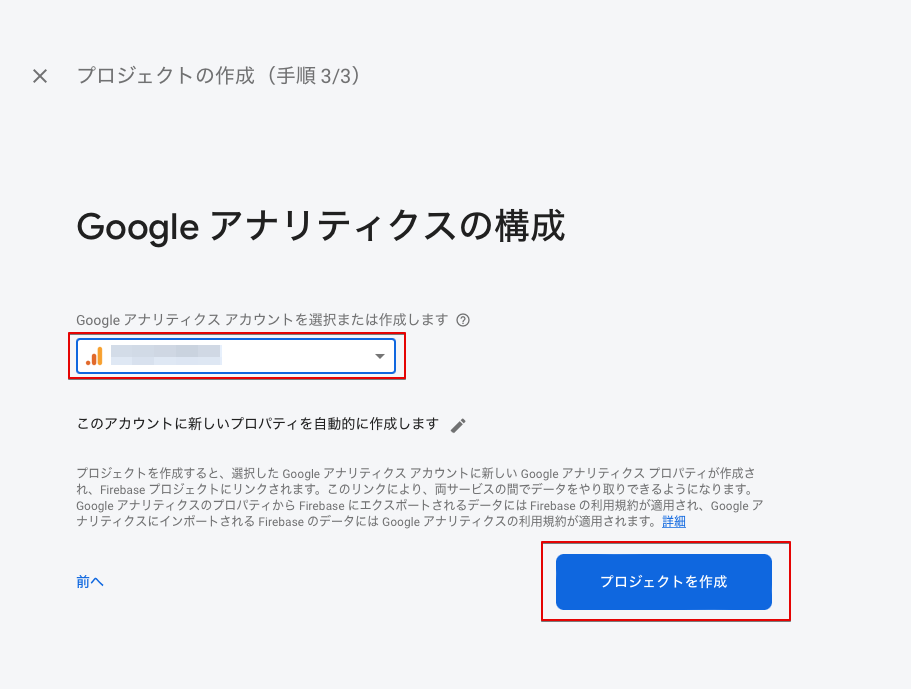 プロジェクトの作成（手順 3/3）
Google アナリティクスの構成
Google アナリティクス アカウントを選択または作成します
このアカウントに新しいプロパティを自動的に作成します
プロジェクトを作成すると、選択した Google アナリティクス アカウントに新しい Google アナリティクス プロパティが作成さ
れ、Firebase プロジェクトにリンクされます。このリンクにより、両サービスの間でデータをやり取りできるようになります。
Google アナリティクスのプロパティから Firebase にエクスポートされるデータには Firebase の利用規約が適用され、Google ア
ナリティクスにインポートされる Firebase のデータには Google アナリティクスの利用規約が適用されます。詳細
前へ
プロジェクトを作成